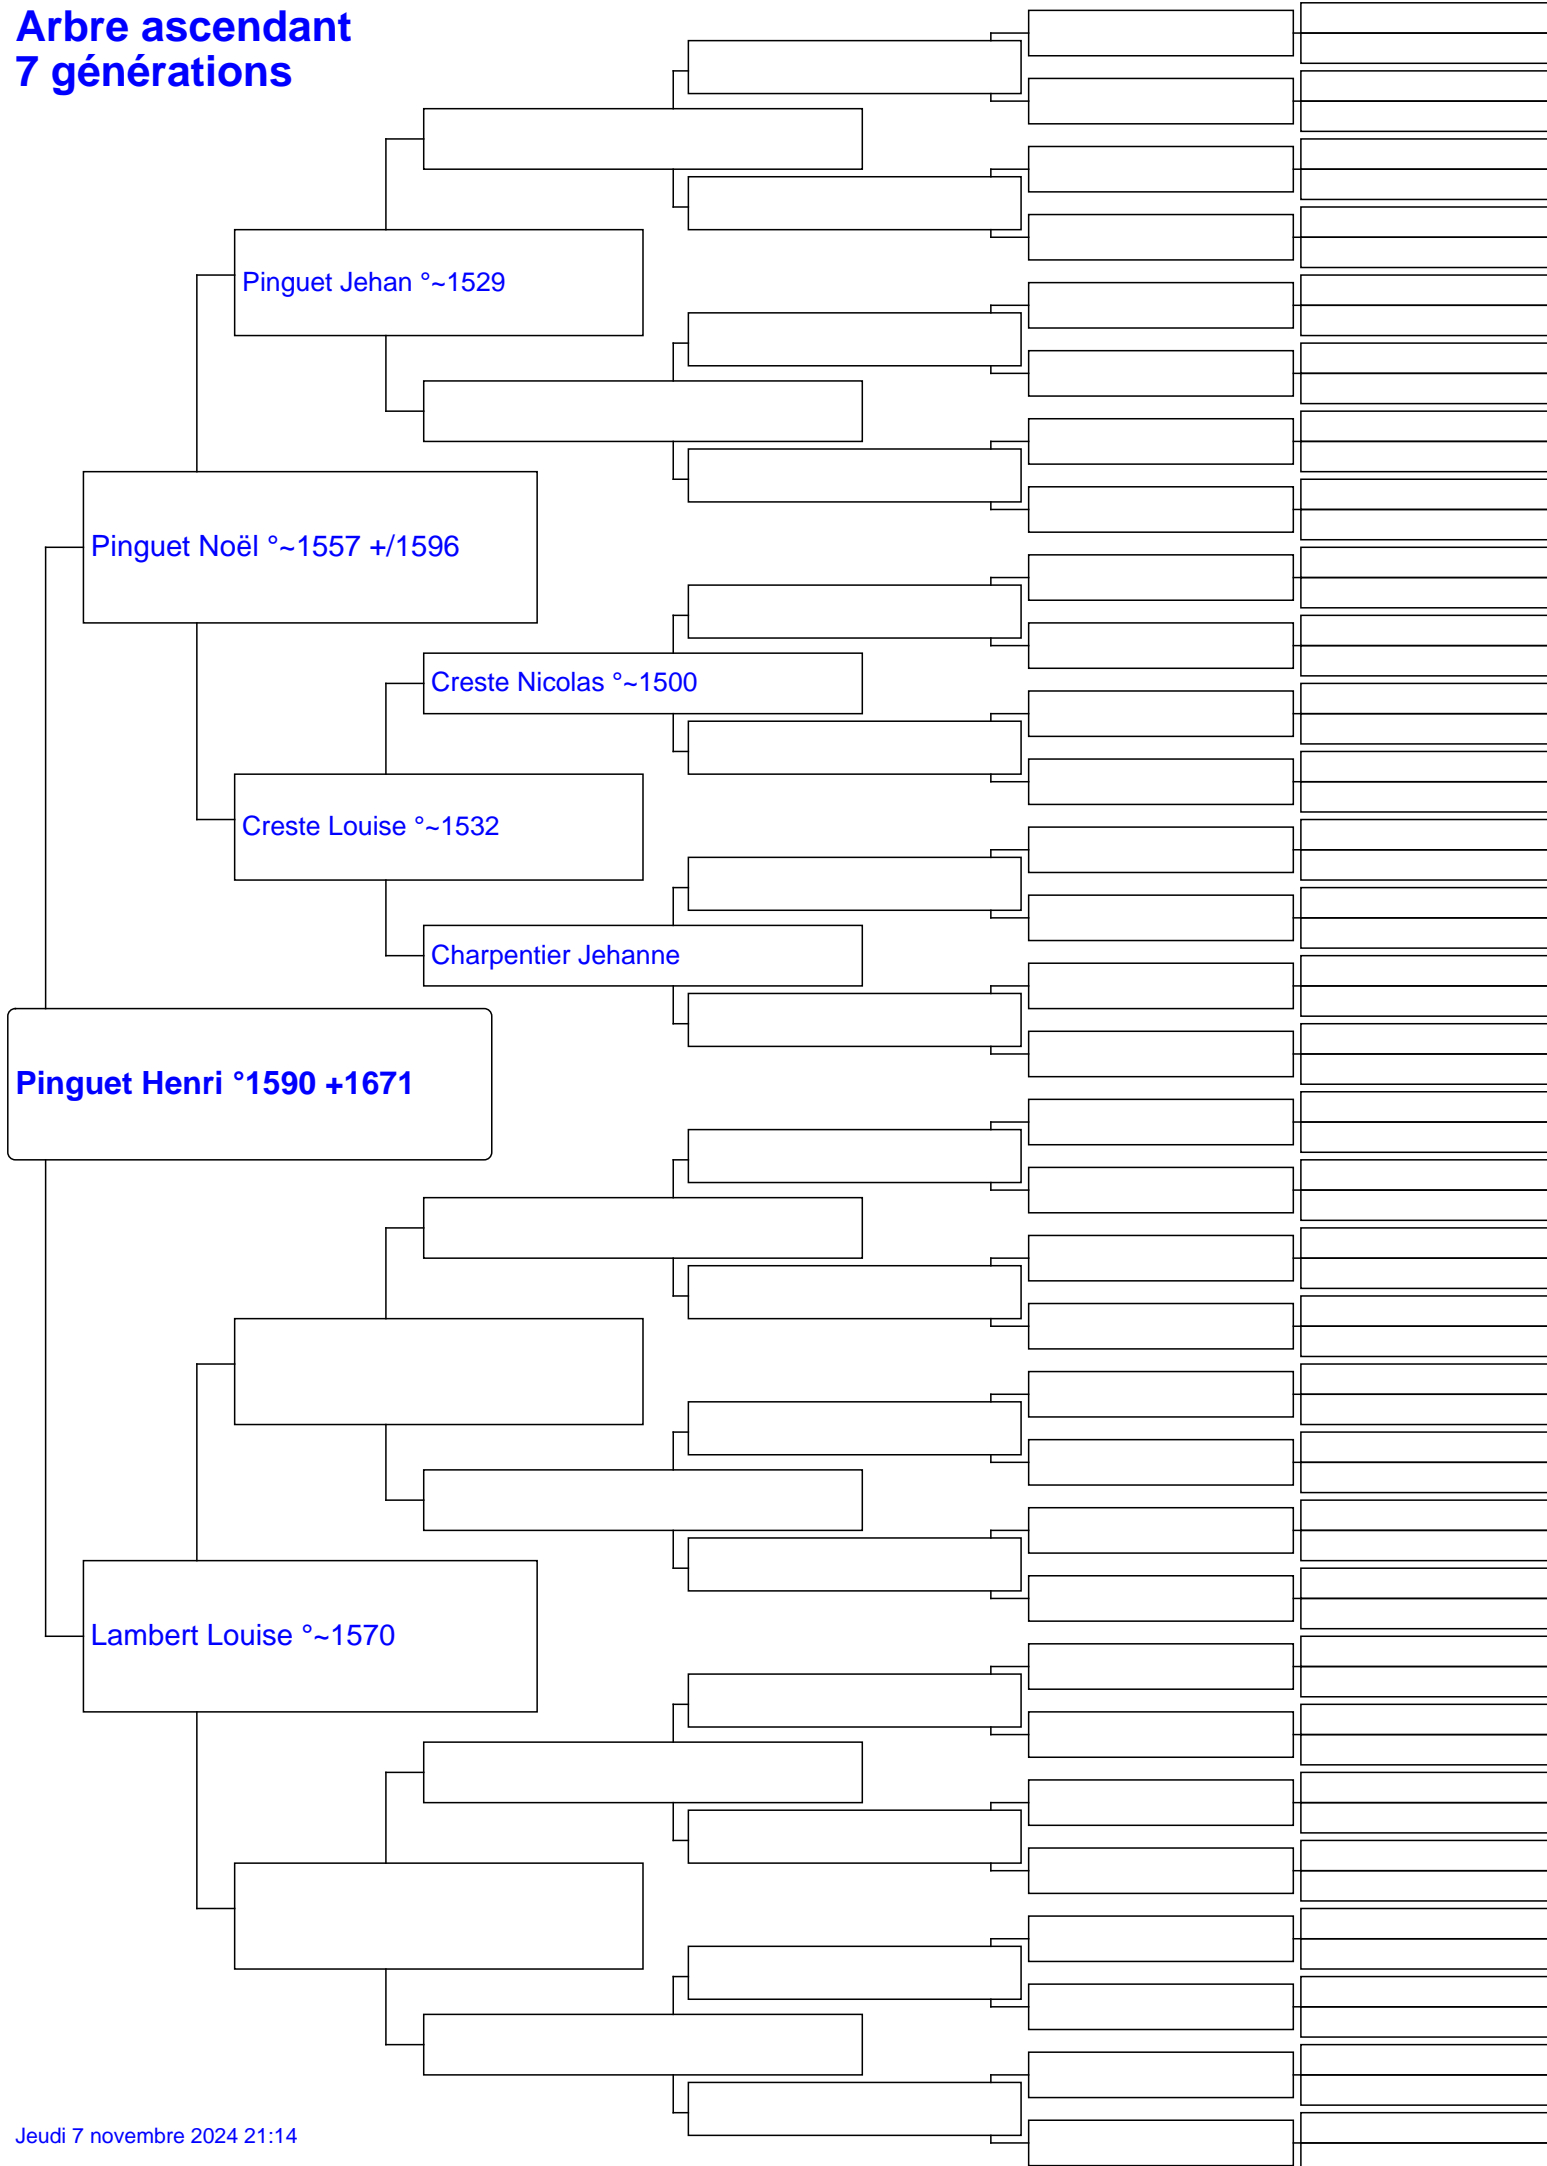 Arbre ascendant
7 générations
Pinguet Jehan °~1529
Pinguet Noël °~1557 +/1596
Creste Nicolas °~1500
Creste Louise °~1532
Charpentier Jehanne
Pinguet Henri °1590 +1671
Lambert Louise °~1570
Jeudi 7 novembre 2024 21:14